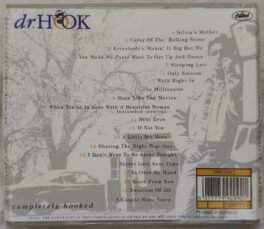 dr HOOK
Capitol
Sylvia's Mother
Cover Of The 'Rolling Stone'
Everybody's Makin' It Big But Me
You Make My Pants Want To Get Up And Dance
Sleeping Late
Only Sixteen
Walk Right In
The Millionaire
More Like The Movies
When You're In Love With A Beautiful Woman
(extended version)
Sexy Eyes
If Not You
A Little Bit More
Sharing The Night Together
I Don't Want To Be Alone Tonight
Better Love Next Time
In Over My Head
Years From Now
Sweetest Of All
A Couple More Years
completely hooked